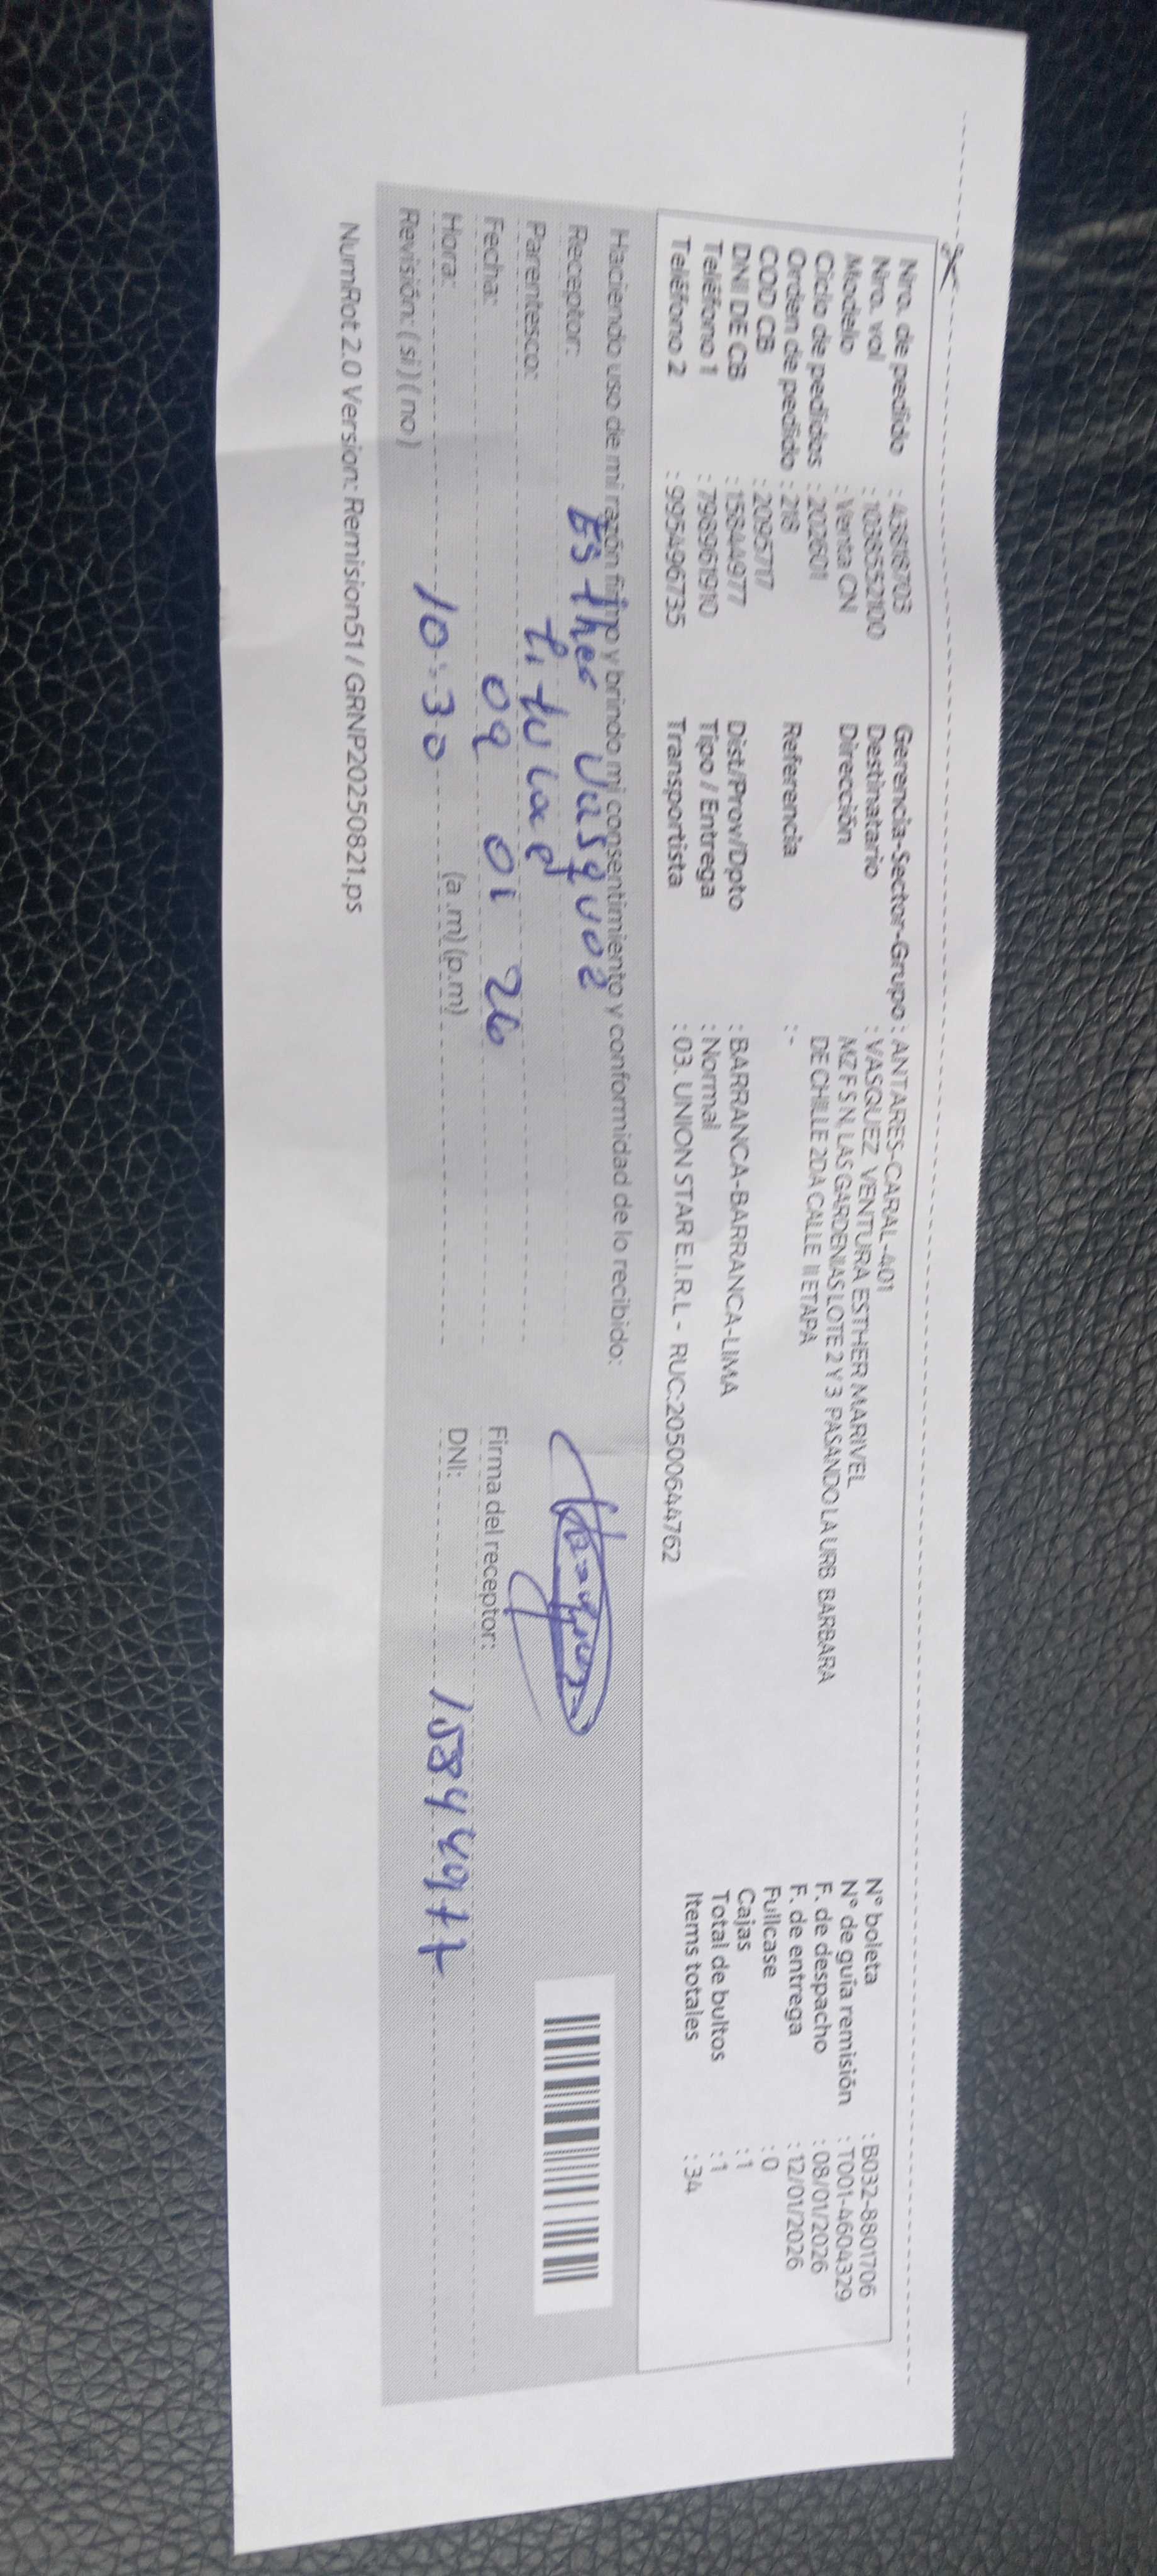 Nro. de pedido : 43818703
Nro. vol : 1036552100
Modelo : Venta CN
Ciclo de pedidos : 202601
Orden de pedido : 218
COD CB : 2095717
DNI DE CB : 15844977
Teléfono 1 : 798961910
Teléfono 2 : 995496735
Gerencia-Sector-Grupo : ANTARES-CARAL-401
Destinatario : VASQUEZ VENTURA ESTHER MARIVEL
Dirección MZ F S N, LAS GARDENIAS LOTE 2 Y 3 PASANDO LA URB BARBARA
DE CHILLE 2DA CALLE II ETAPA
Referencia : -
Dist/Prov/Dpto : BARRANCA-BARRANCA-LIMA
Tipo / Entrega : Normal
Transportista : 03. UNION STAR E.I.R.L - RUC:20500644762
N° boleta : B032-8801706
N° de guía remisión : T001-4604329
F. de despacho : 08/01/2026
F. de entrega : 12/01/2026
Fullcase : 0
Cajas : 1
Total de bultos : 1
Items totales : 34
Haciendo uso de mi razón firmo y brindo mi consentimiento y conformidad de lo recibido:
Receptor: Esther Vasquez
Parentesco: titular
Fecha: 09 01 26
Hora: 10:30 (a .m) (p.m)
Revisión: ( si ) ( no )
Firma del receptor:
DNI: 15844977
NumRot 2.0 Version: Remision51 / GRNP20250821.ps